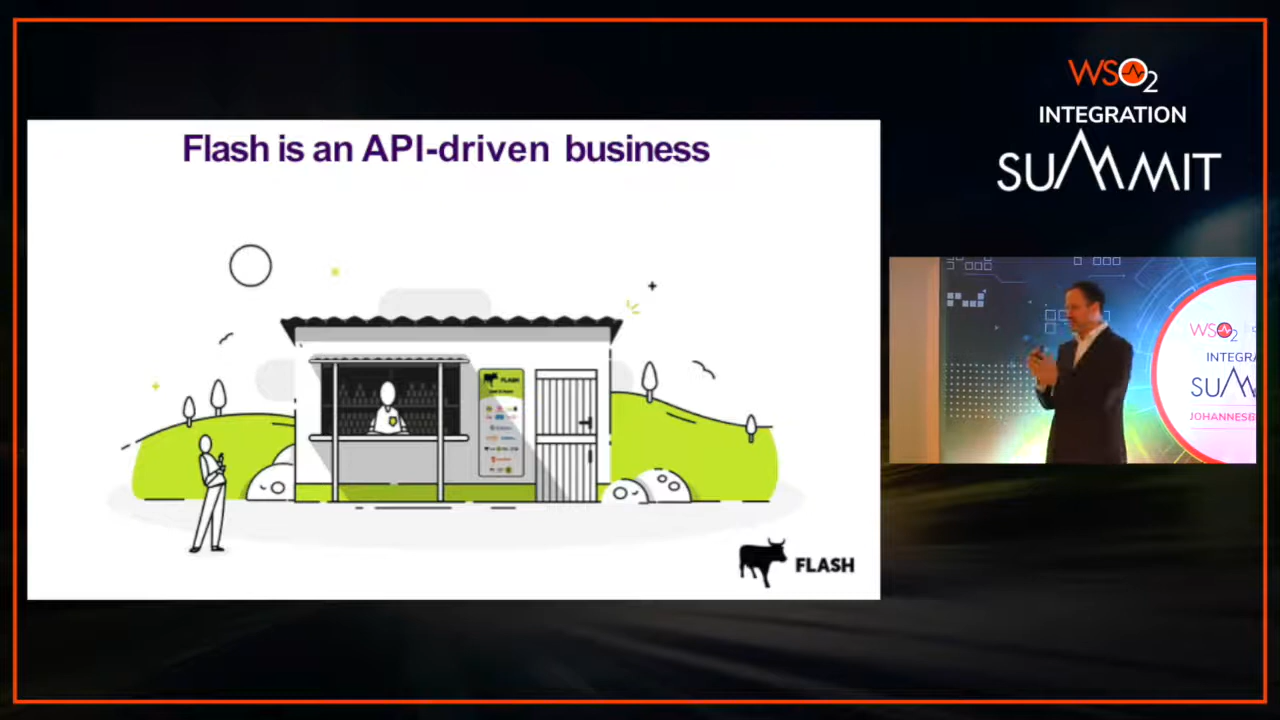 Flash is an API-driven business
FLASH
FLASH
WSO2
INTEGRATION
SUMMIT
WSO2
INTEGRA
SUM
JOHANNESB